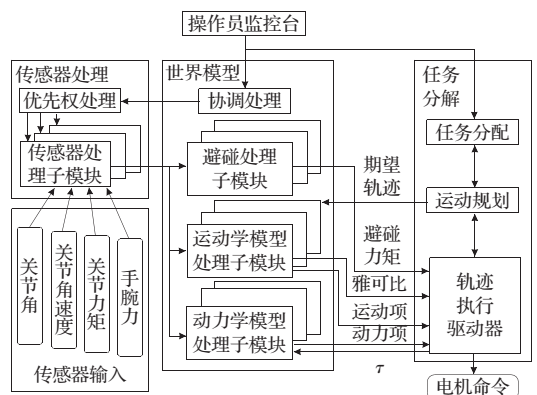 操作员监控台
传感器处理
优先权处理
传感器处
理子模块
关节角
关节角速度
关节力矩
手腕力
传感器输入
世界模型
协调处理
避碰处理
子模块
运动学模型
处理子模块
动力学模型
处理子模块
期望
轨迹
避碰
力矩
雅可比
运动项
动力项
τ
任务
分解
任务分配
运动规划
轨迹
执行
驱动器
电机命令